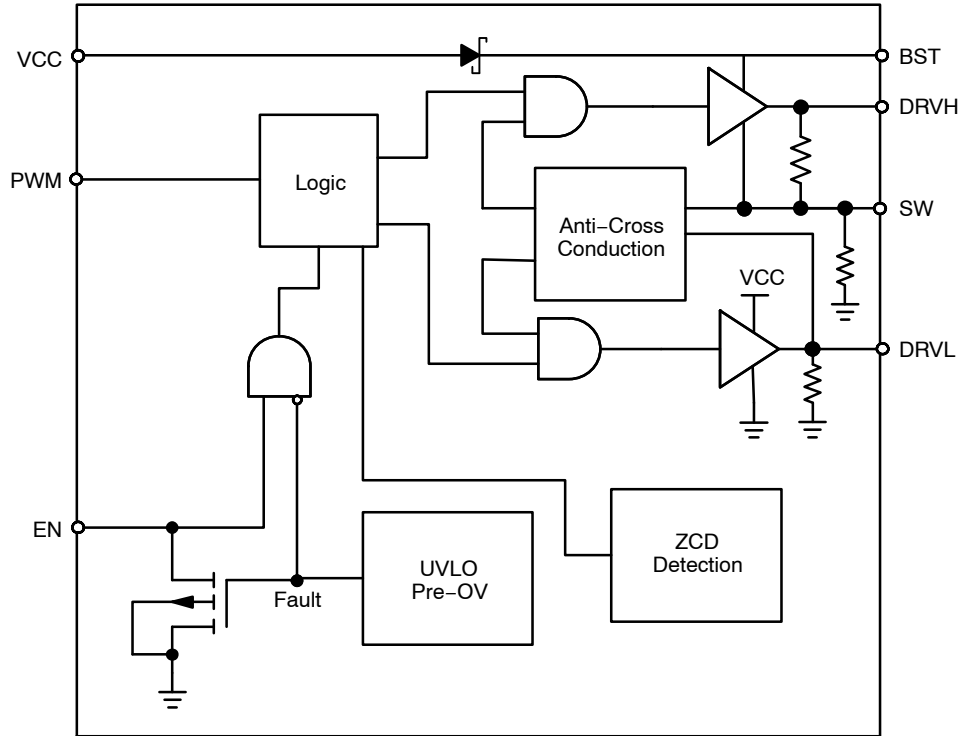 VCC
BST
DRVH
PWM
Logic
Anti−Cross
Conduction
SW
VCC
DRVL
EN
UVLO
Pre−OV
ZCD
Detection
Fault